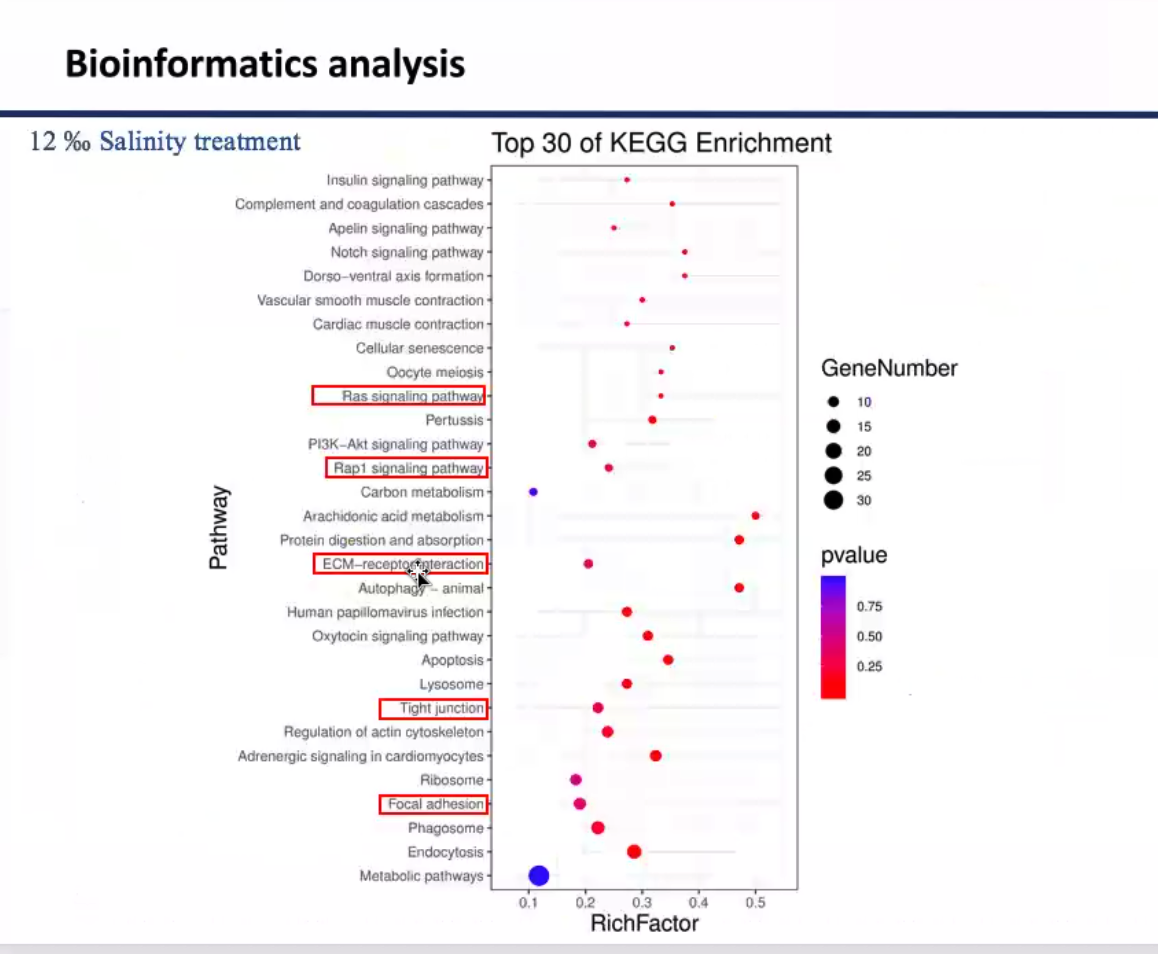 Bioinformatics analysis
12 ‰ Salinity treatment
Top 30 of KEGG Enrichment
Insulin signaling pathway
Complement and coagulation cascades
Apelin signaling pathway
Notch signaling pathway
Dorso−ventral axis formation
Vascular smooth muscle contraction
Cardiac muscle contraction
Cellular senescence
Oocyte meiosis
Ras signaling pathway
Pertussis
PI3K−Akt signaling pathway
Rap1 signaling pathway
Carbon metabolism
Arachidonic acid metabolism
Protein digestion and absorption
ECM−receptor interaction
Autophagy − animal
Human papillomavirus infection
Oxytocin signaling pathway
Apoptosis
Lysosome
Tight junction
Regulation of actin cytoskeleton
Adrenergic signaling in cardiomyocytes
Ribosome
Focal adhesion
Phagosome
Endocytosis
Metabolic pathways
Pathway
0.1 0.2 0.3 0.4 0.5
RichFactor
GeneNumber
10
15
20
25
30
pvalue
0.75
0.50
0.25